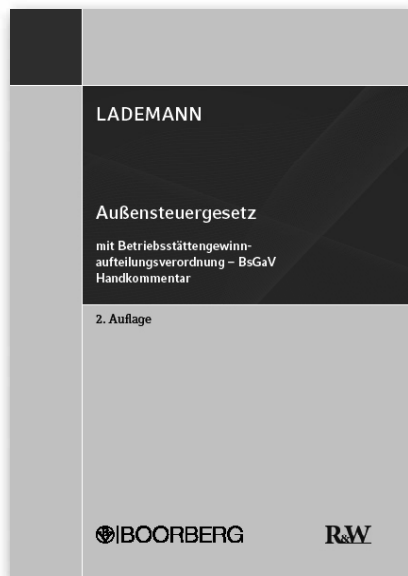 LADEMANN
Außensteuergesetz
mit Betriebsstättengewinn-
aufteilungsverordnung – BsGaV
Handkommentar
2. Auflage
BOORBERG
R&W